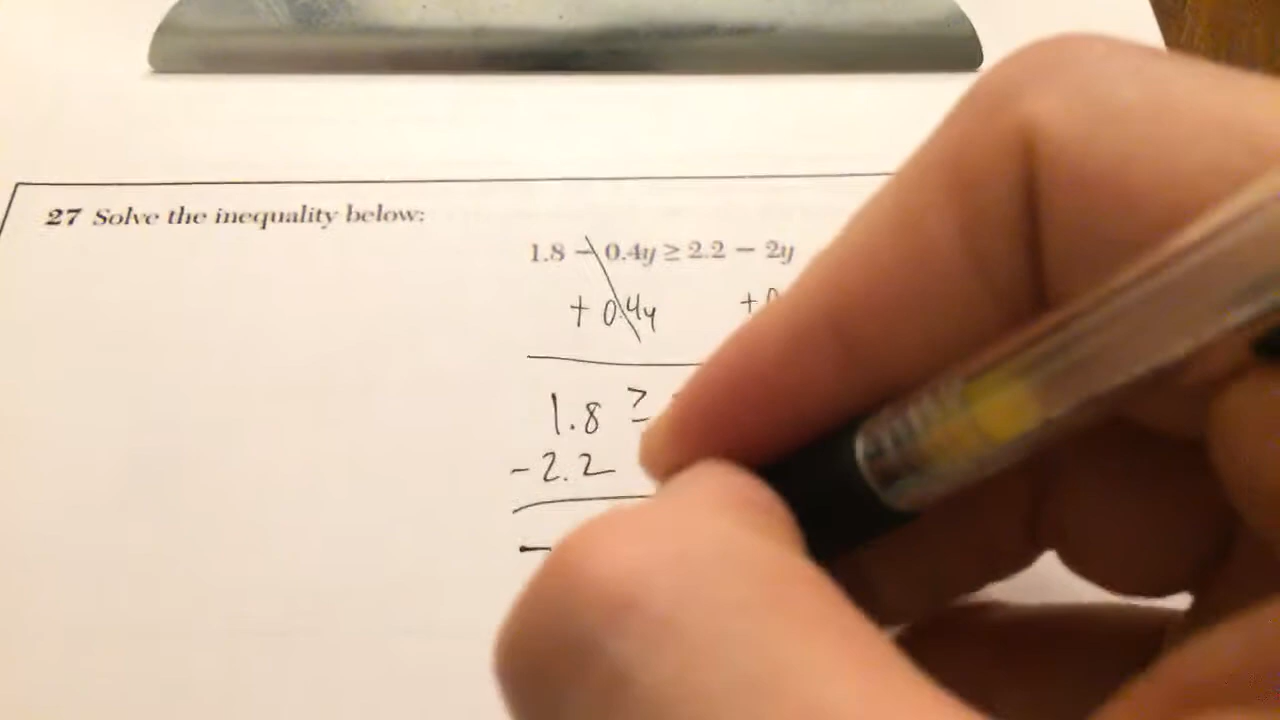 27 Solve the inequality below:
1.8 − 0.4y ≥ 2.2 − 2y
+ 0.4y +
1.8 ≥
- 2.2
-